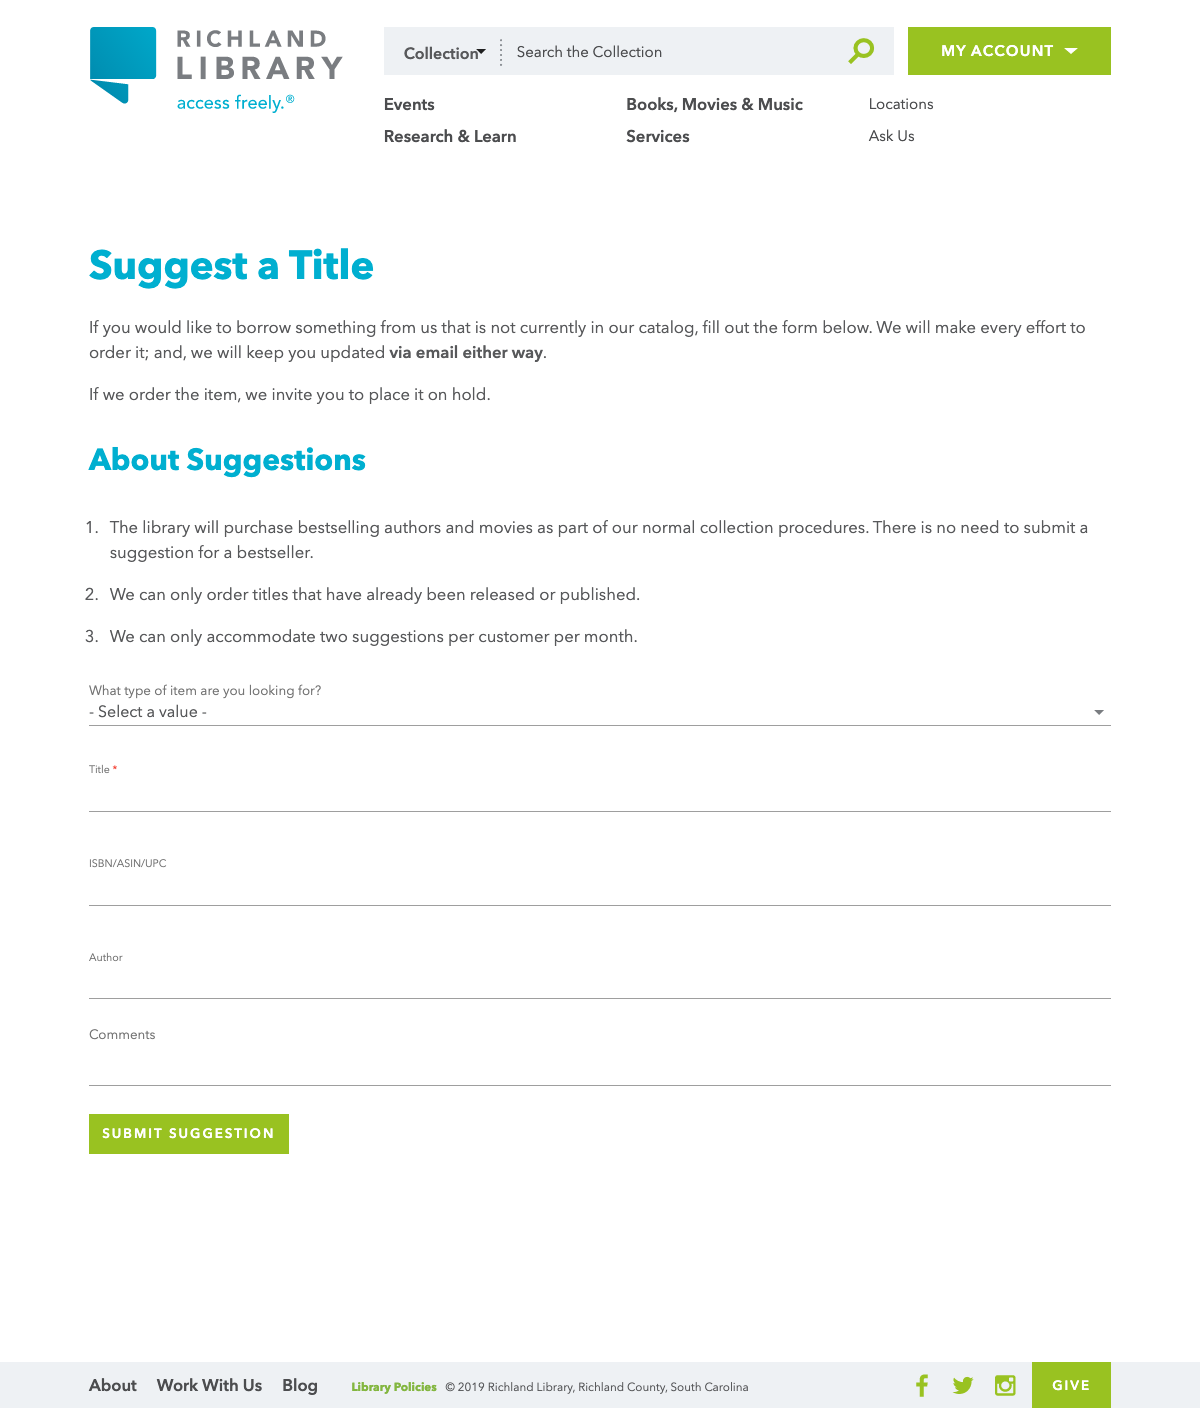 RICHLAND
LIBRARY
access freely.®
Collection
Search the Collection
MY ACCOUNT
Events
Books, Movies & Music
Locations
Research & Learn
Services
Ask Us
Suggest a Title
If you would like to borrow something from us that is not currently in our catalog, fill out the form below. We will make every effort to
order it; and, we will keep you updated via email either way.
If we order the item, we invite you to place it on hold.
About Suggestions
1. The library will purchase bestselling authors and movies as part of our normal collection procedures. There is no need to submit a
suggestion for a bestseller.
2. We can only order titles that have already been released or published.
3. We can only accommodate two suggestions per customer per month.
What type of item are you looking for?
- Select a value -
Title *
ISBN/ASIN/UPC
Author
Comments
SUBMIT SUGGESTION
About Work With Us Blog Library Policies © 2019 Richland Library, Richland County, South Carolina
GIVE